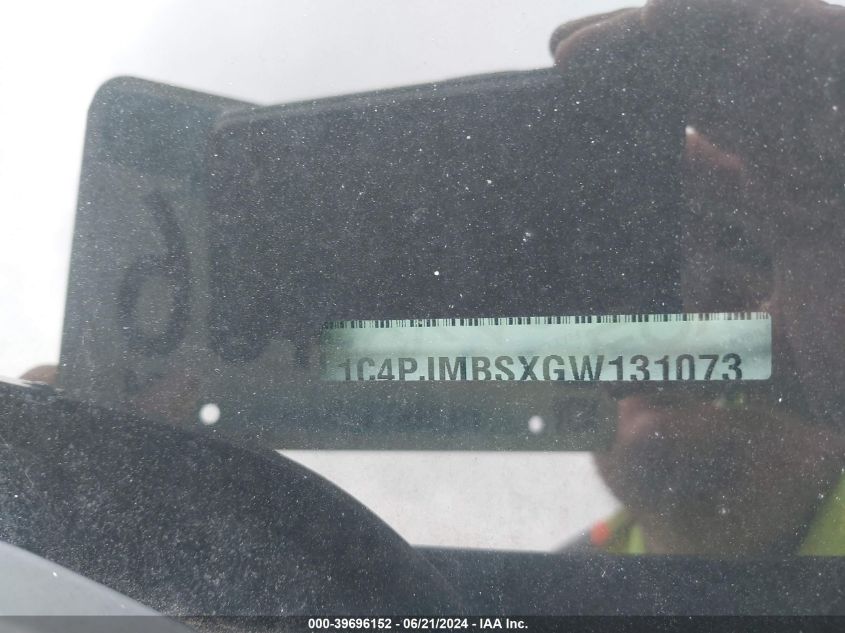 1C4PJMBSXGW131073
000-39696152 - 06/21/2024 - IAA Inc.